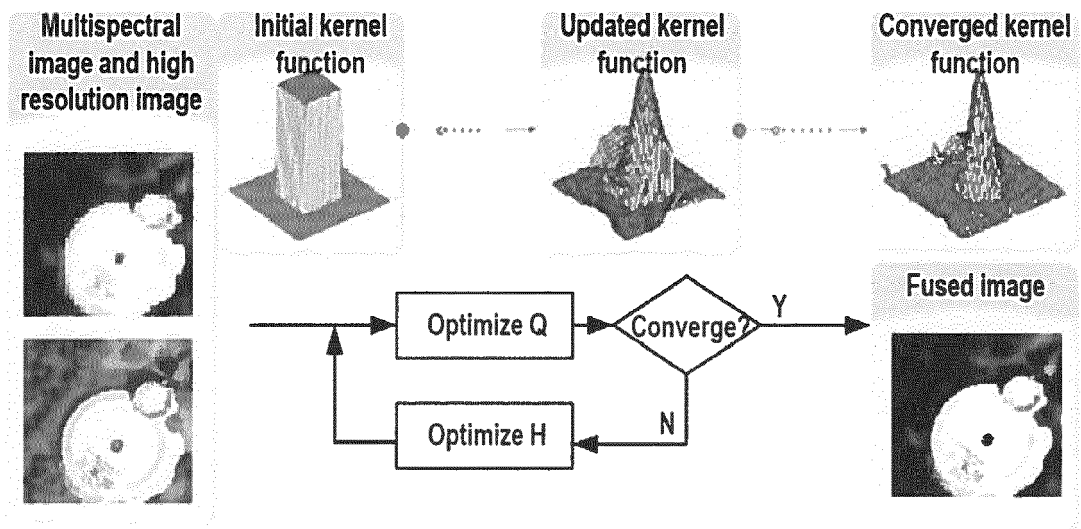 Multispectral
image and high
resolution image
Initial kernel
function
Updated kernel
function
Converged kernel
function
Optimize Q
Converge?
Y
N
Optimize H
Fused image